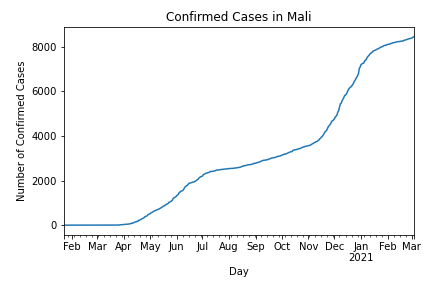 Confirmed Cases in Mali
Number of Confirmed Cases
8000
6000
4000
2000
0
Feb Mar Apr May Jun Jul Aug Sep Oct Nov Dec Jan Feb Mar
2021
Day